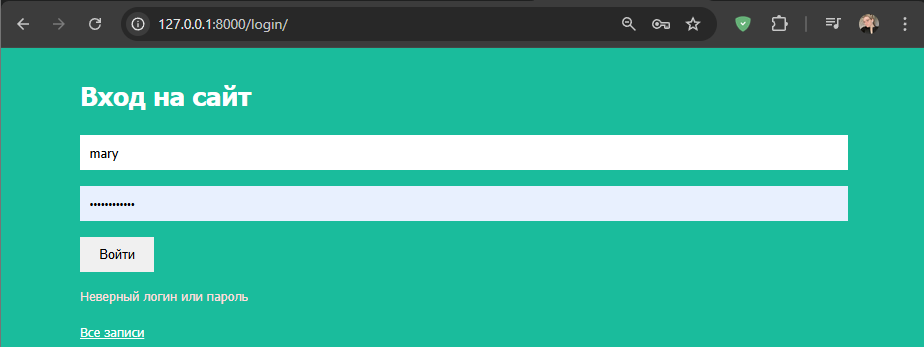 127.0.0.1:8000/login/
Вход на сайт
mary
••••••••••••
Войти
Неверный логин или пароль
Все записи